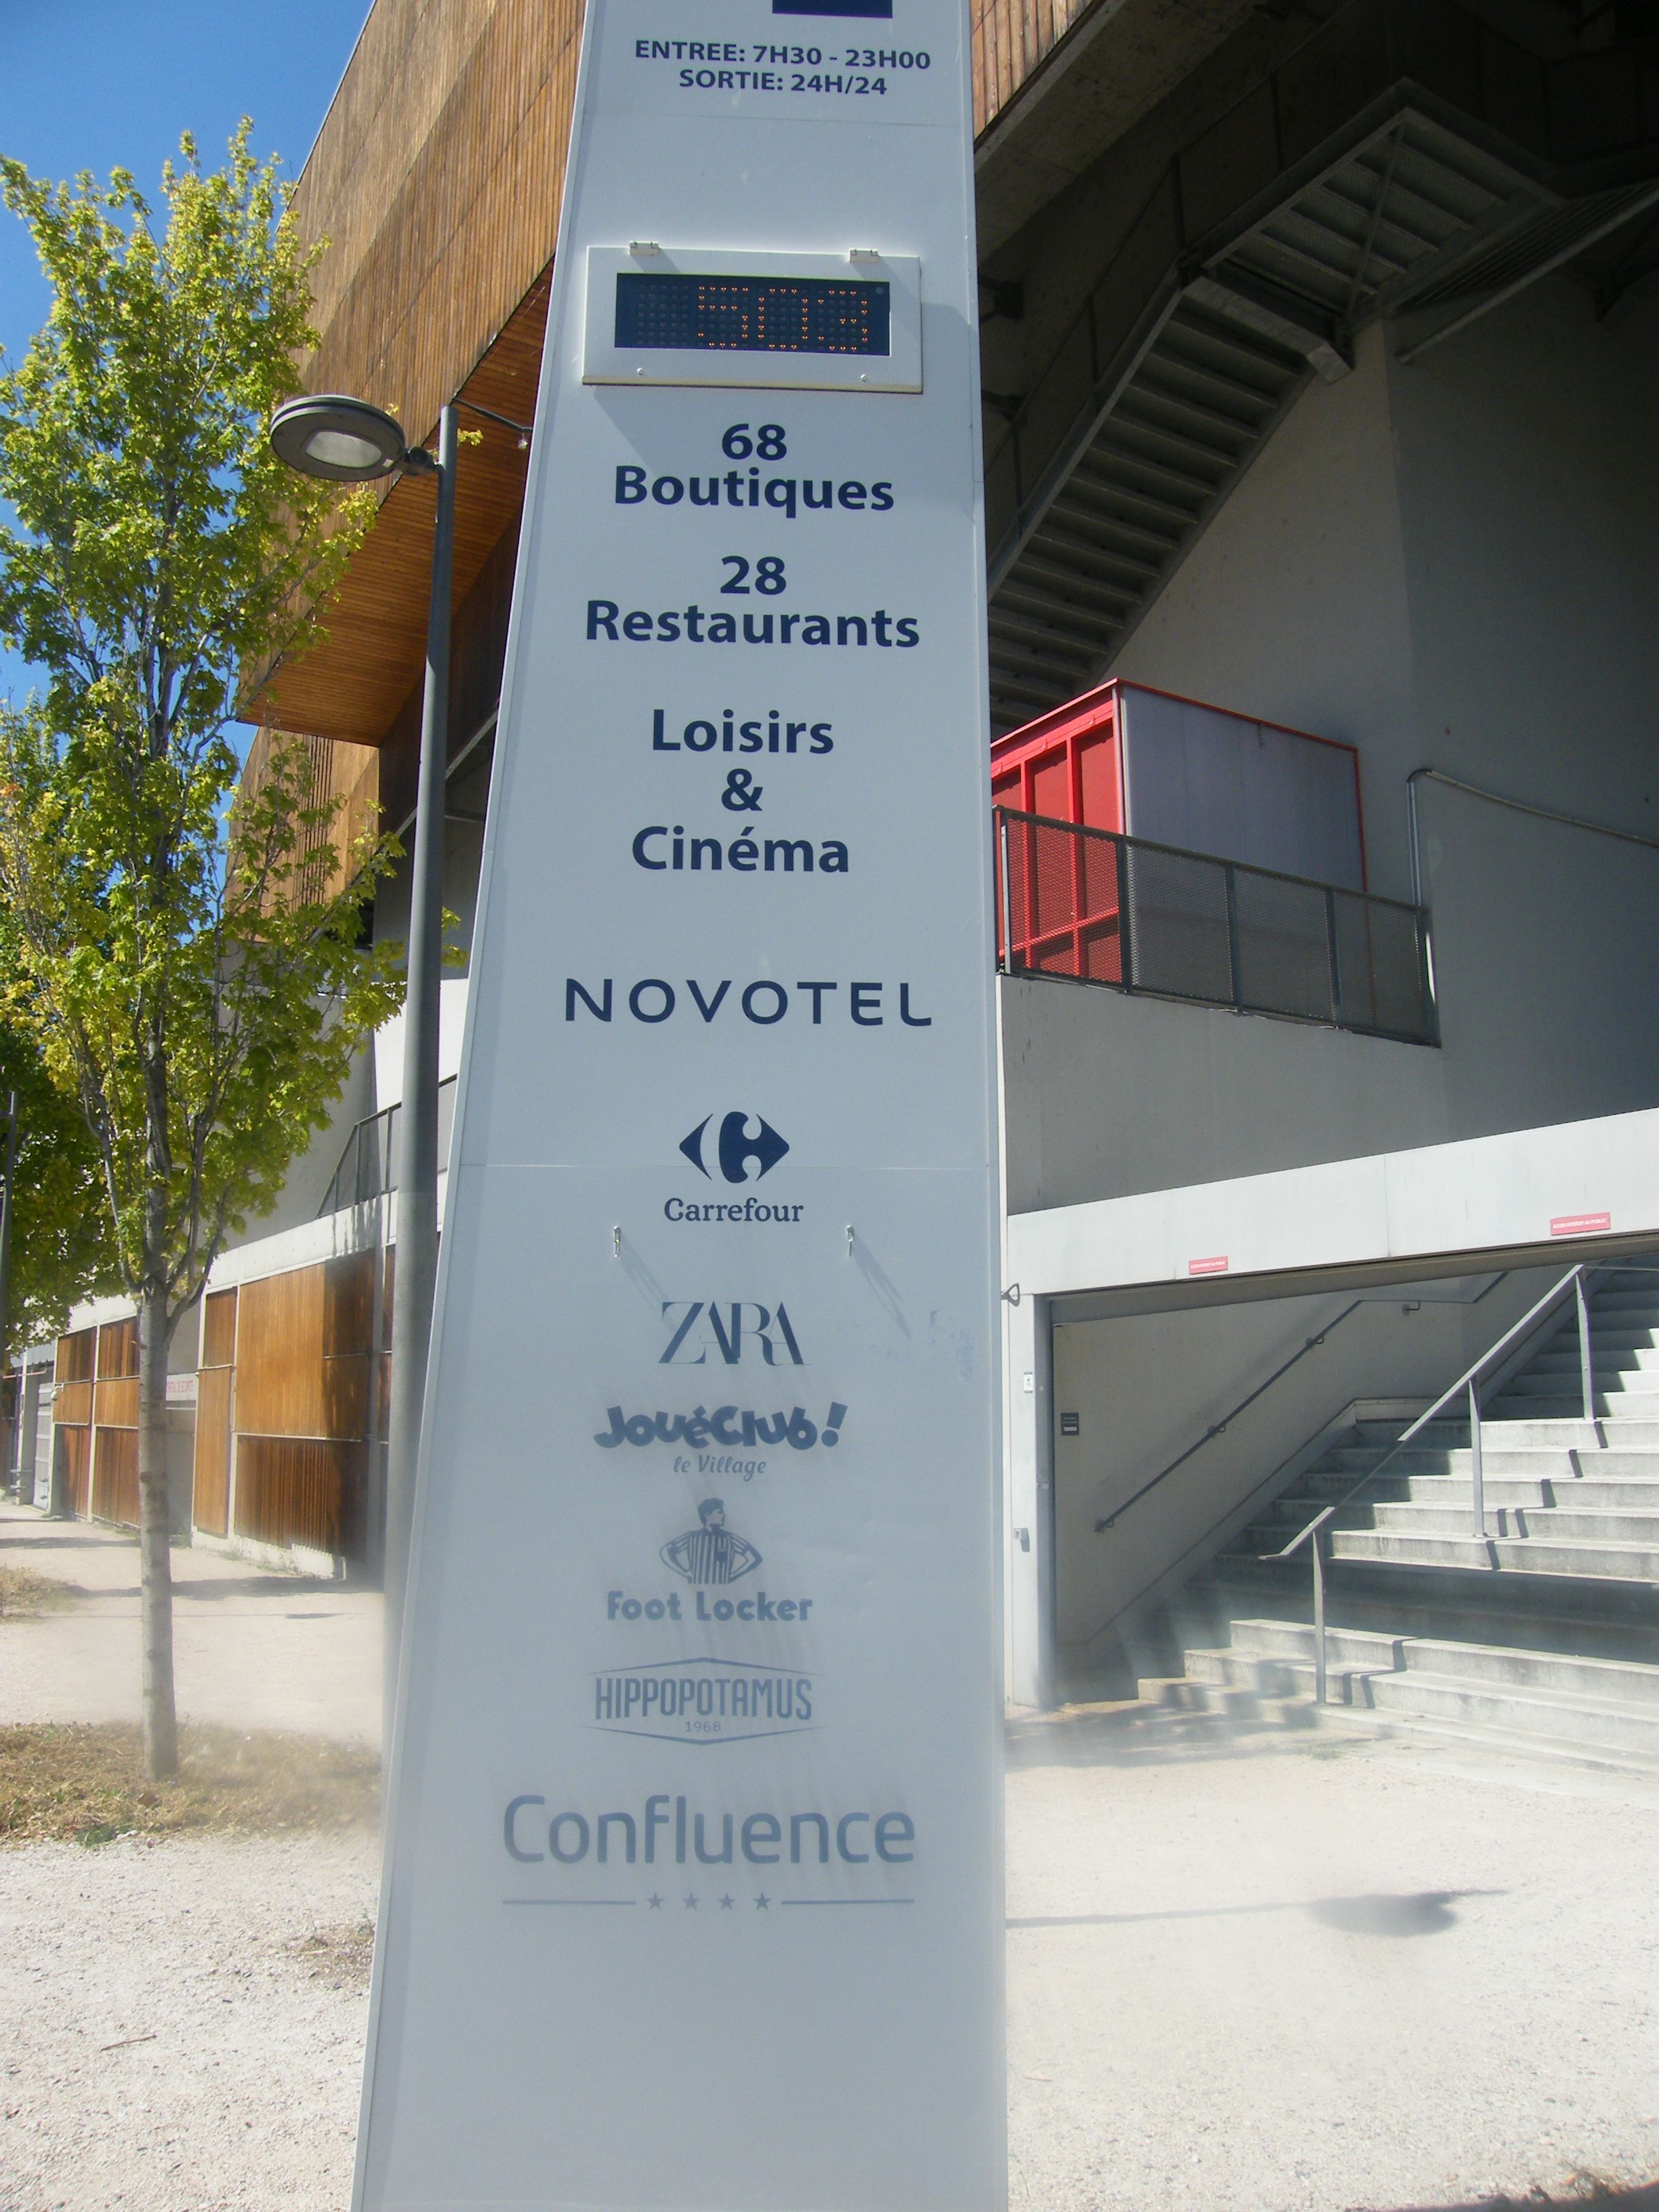 ENTREE: 7H30 - 23H00
SORTIE: 24H/24
503
68
Boutiques
28
Restaurants
Loisirs
&
Cinéma
NOVOTEL
Carrefour
ZARA
JouéClub!
le Village
Foot Locker
HIPPOPOTAMUS
1968
Confluence